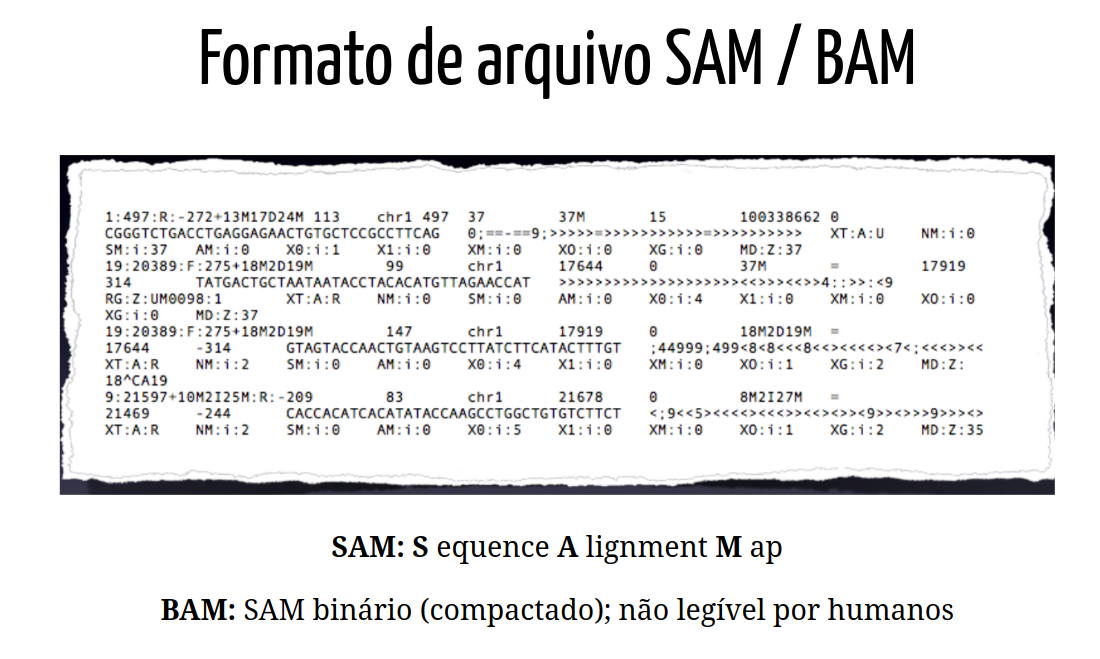 Formato de arquivo SAM / BAM
1:497:R:-272+13M17D24M 113 chr1 497 37 37M 15 100338662 0
CGGGTCTGACCTGAGGAGAACTGTGCTCCGCCTTCAG 0;==-==9;>>>>>=>>>>>>>>>>>=>>>>>>>>>> XT:A:U NM:i:0
SM:i:37 AM:i:0 X0:i:1 X1:i:0 XM:i:0 XO:i:0 XG:i:0 MD:Z:37
19:20389:F:275+18M2D19M 99 chr1 17644 0 37M = 17919
314 TATGACTGCTAATAATACCTACACATGTTAGAACCAT >>>>>>>>>>>>>>>>>>>><<>>><<>>4::>>:<9
RG:Z:UM0098:1 XT:A:R NM:i:0 SM:i:0 AM:i:0 X0:i:4 X1:i:0 XM:i:0 XO:i:0
XG:i:0 MD:Z:37
19:20389:F:275+18M2D19M 147 chr1 17919 0 18M2D19M =
17644 -314 GTAGTACCAACTGTAAGTCCTTATCTTCATACTTTGT ;44999;499<8<8<<<8<<><<<<><7<;<<<>><<
XT:A:R NM:i:2 SM:i:0 AM:i:0 X0:i:4 X1:i:0 XM:i:0 XO:i:1 XG:i:2 MD:Z:
18^CA19
9:21597+10M2I25M:R:-209 83 chr1 21678 0 8M2I27M =
21469 -244 CACCACATCACATATACCAAGCCTGGCTGTGTCTTCT <;9<<5><<<<><<<>><<><>><9>><>>>9>>><>
XT:A:R NM:i:2 SM:i:0 AM:i:0 X0:i:5 X1:i:0 XM:i:0 XO:i:1 XG:i:2 MD:Z:35
SAM: S equence A lignment M ap
BAM: SAM binário (compactado); não legível por humanos